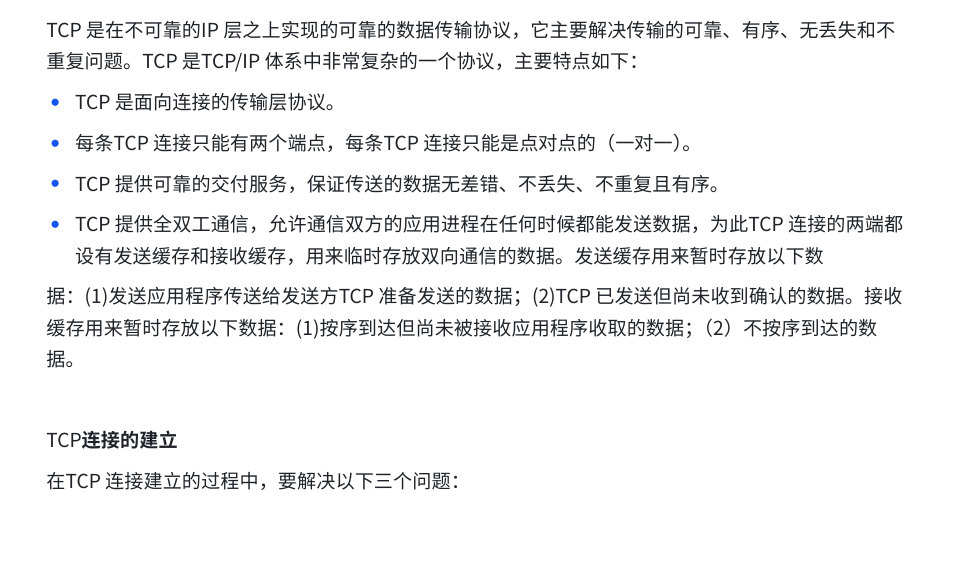 TCP 是在不可靠的IP 层之上实现的可靠的数据传输协议，它主要解决传输的可靠、有序、无丢失和不
重复问题。TCP 是TCP/IP 体系中非常复杂的一个协议，主要特点如下：
• TCP 是面向连接的传输层协议。
• 每条TCP 连接只能有两个端点，每条TCP 连接只能是点对点的（一对一）。
• TCP 提供可靠的交付服务，保证传送的数据无差错、不丢失、不重复且有序。
• TCP 提供全双工通信，允许通信双方的应用进程在任何时候都能发送数据，为此TCP 连接的两端都
设有发送缓存和接收缓存，用来临时存放双向通信的数据。发送缓存用来暂时存放以下数
据：(1)发送应用程序传送给发送方TCP 准备发送的数据；(2)TCP 已发送但尚未收到确认的数据。接收
缓存用来暂时存放以下数据：(1)按序到达但尚未被接收应用程序收取的数据；（2）不按序到达的数
据。
TCP连接的建立
在TCP 连接建立的过程中，要解决以下三个问题：